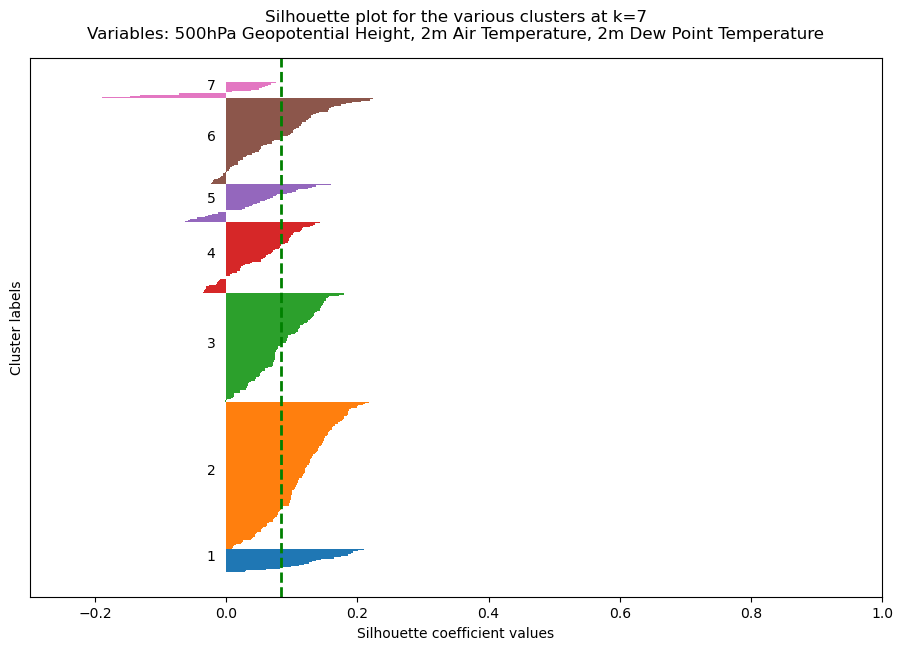 Silhouette plot for the various clusters at k=7
Variables: 500hPa Geopotential Height, 2m Air Temperature, 2m Dew Point Temperature
7
6
5
4
3
2
1
Cluster labels
−0.2 0.0 0.2 0.4 0.6 0.8 1.0
Silhouette coefficient values